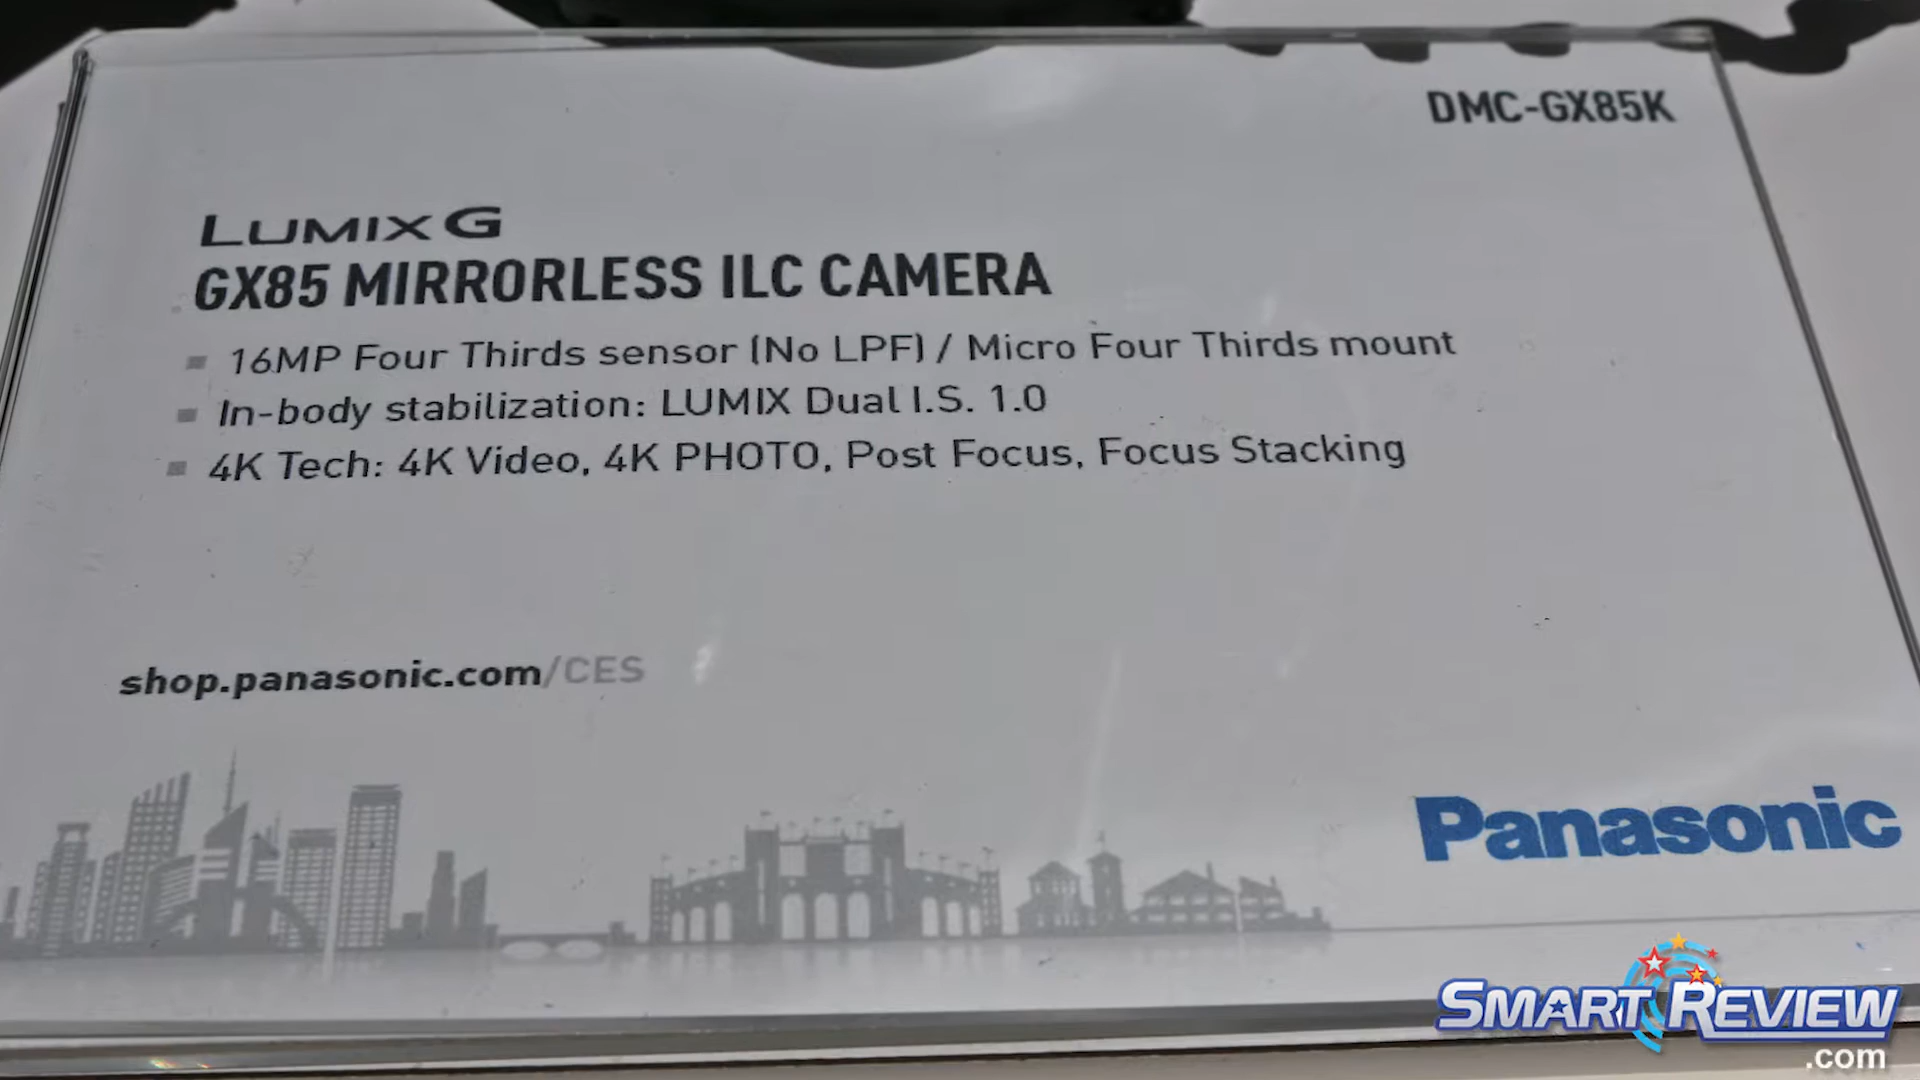 DMC-GX85K
LUMIX G
GX85 MIRRORLESS ILC CAMERA
16MP Four Thirds sensor (No LPF) / Micro Four Thirds mount
In-body stabilization: LUMIX Dual I.S. 1.0
4K Tech: 4K Video, 4K PHOTO, Post Focus, Focus Stacking
shop.panasonic.com/CES
Panasonic
SMART REVIEW
.com